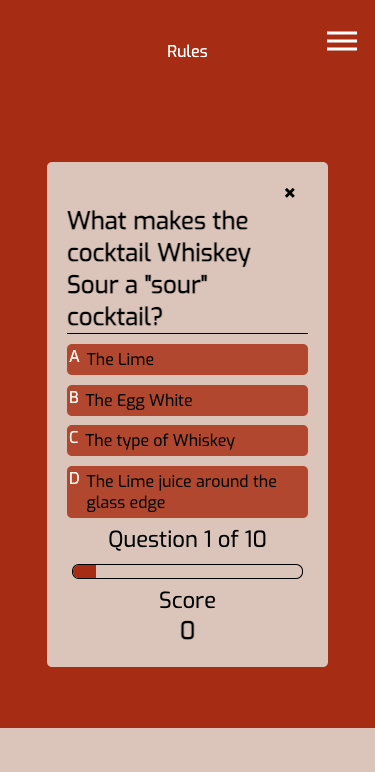 Rules
✖
What makes the
cocktail Whiskey
Sour a "sour"
cocktail?
A The Lime
B The Egg White
C The type of Whiskey
D The Lime juice around the
glass edge
Question 1 of 10
Score
0